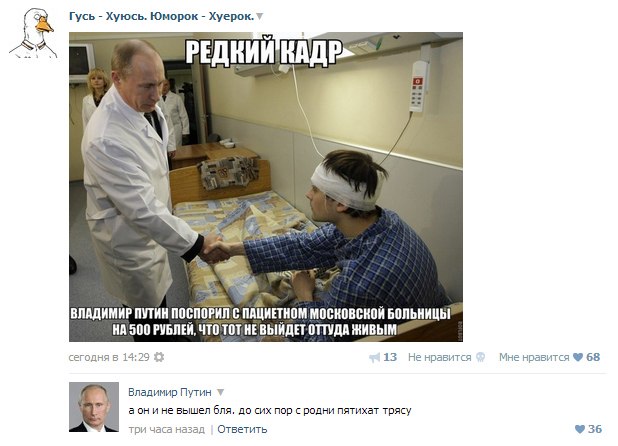 Гусь - Хуюсь. Юморок - Хуерок.
РЕДКИЙ КАДР
ВЛАДИМИР ПУТИН ПОСПОРИЛ С ПАЦИЕТНОМ МОСКОВСКОЙ БОЛЬНИЦЫ
НА 500 РУБЛЕЙ, ЧТО ТОТ НЕ ВЫЙДЕТ ОТТУДА ЖИВЫМ
сегодня в 14:29 13 Не нравится Мне нравится 68
Владимир Путин
а он и не вышел бля. до сих пор с родни пятихат трясу
три часа назад | Ответить 36